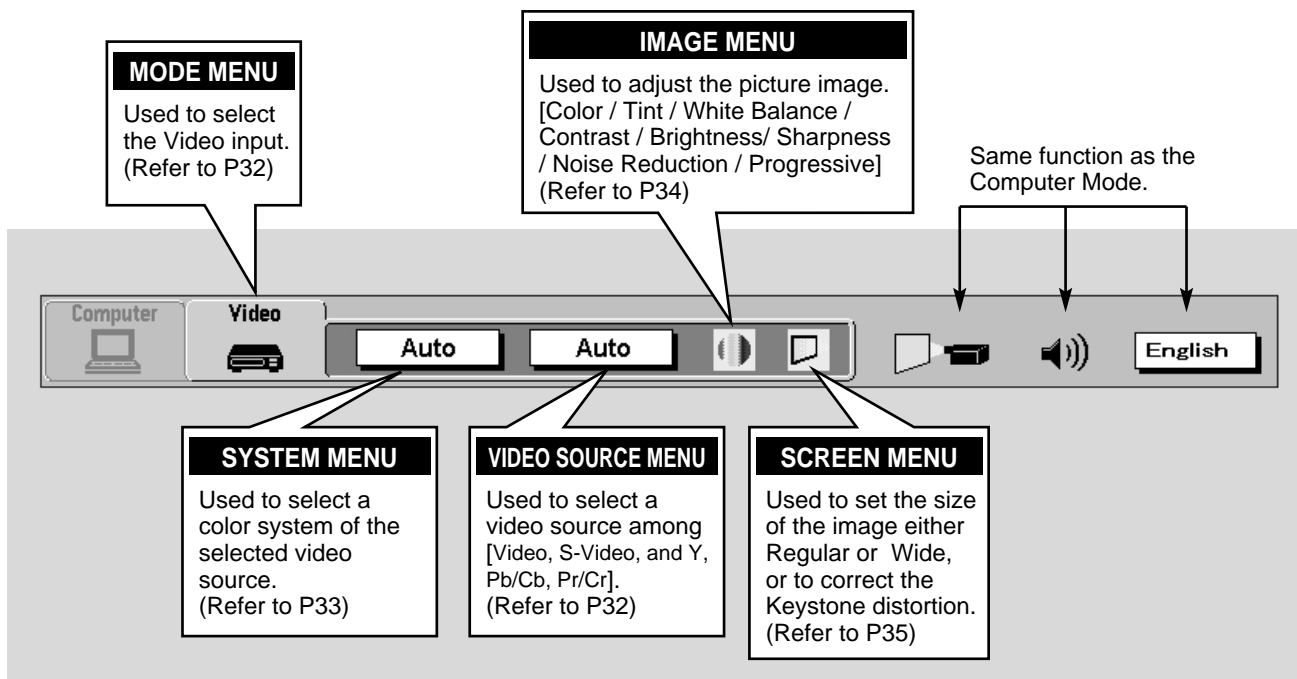 MODE MENU
Used to select
the Video input.
(Refer to P32)
IMAGE MENU
Used to adjust the picture image.
[Color / Tint / White Balance /
Contrast / Brightness/ Sharpness
/ Noise Reduction / Progressive]
(Refer to P34)
Same function as the
Computer Mode.
Computer
Video
Auto
Auto
English
SYSTEM MENU
Used to select a
color system of the
selected video
source.
(Refer to P33)
VIDEO SOURCE MENU
Used to select a
video source among
[Video, S-Video, and Y,
Pb/Cb, Pr/Cr].
(Refer to P32)
SCREEN MENU
Used to set the size
of the image either
Regular or Wide,
or to correct the
Keystone distortion.
(Refer to P35)